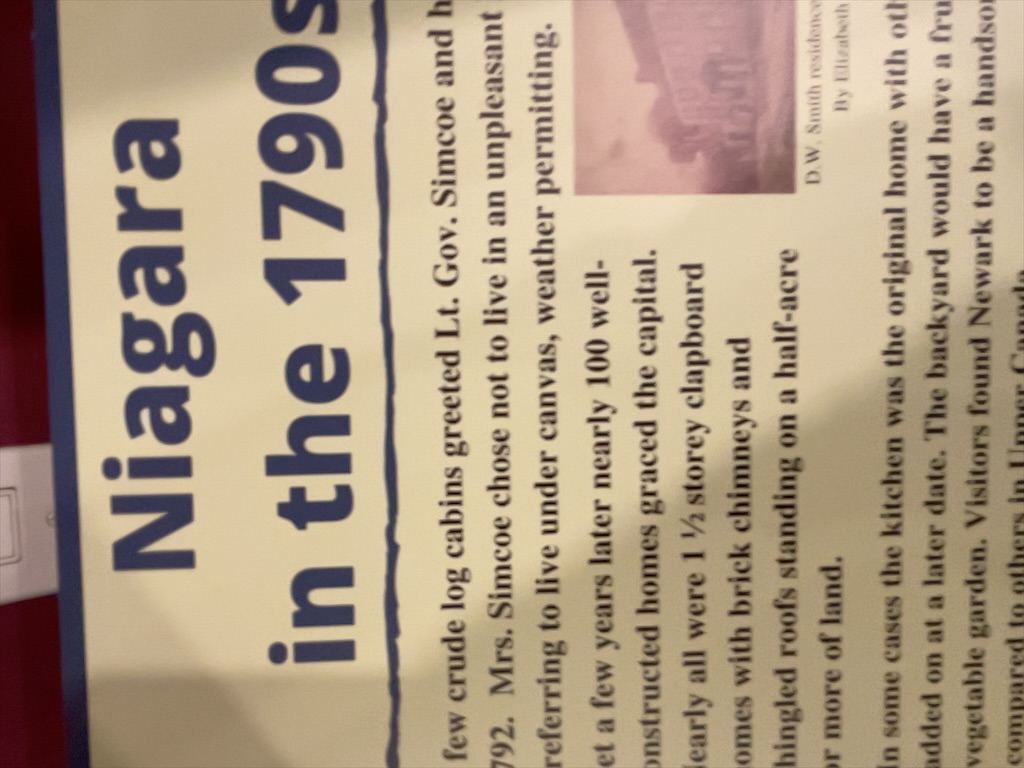 Niagara
in the 1790s
few crude log cabins greeted Lt. Gov. Simcoe and h
792. Mrs. Simcoe chose not to live in an unpleasant
referring to live under canvas, weather permitting.
et a few years later nearly 100 well-
onstructed homes graced the capital.
early all were 1 ½ storey clapboard
omes with brick chimneys and
hingled roofs standing on a half-acre
or more of land.
D.W. Smith residence
By Elizabeth
In some cases the kitchen was the original home with oth
added on at a later date. The backyard would have a fru
vegetable garden. Visitors found Newark to be a handso
compared to others in Upper Canada